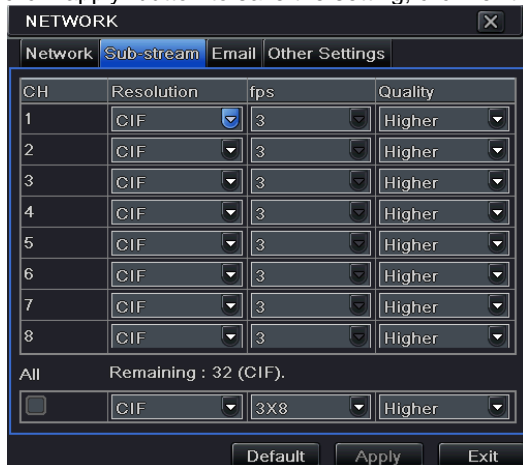 NETWORK
Network Sub-stream Email Other Settings
CH Resolution fps Quality
1 CIF 3 Higher
2 CIF 3 Higher
3 CIF 3 Higher
4 CIF 3 Higher
5 CIF 3 Higher
6 CIF 3 Higher
7 CIF 3 Higher
8 CIF 3 Higher
All Remaining : 32 (CIF).
CIF 3X8 Higher
Default Apply Exit